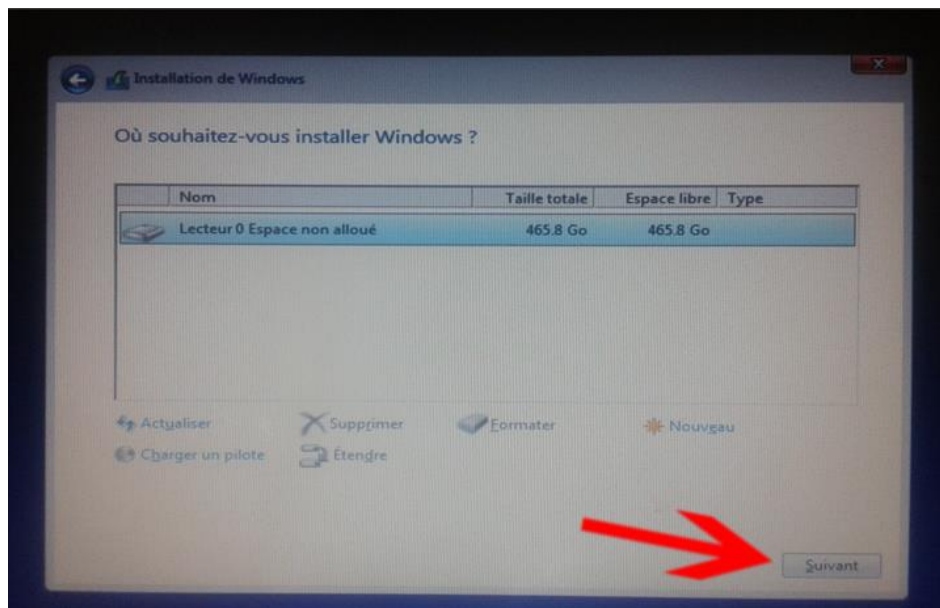 Installation de Windows
Où souhaitez-vous installer Windows ?
Nom Taille totale Espace libre Type
Lecteur 0 Espace non alloué 465.8 Go 465.8 Go
Actualiser Supprimer Formater Nouveau
Charger un pilote Étendre
Suivant